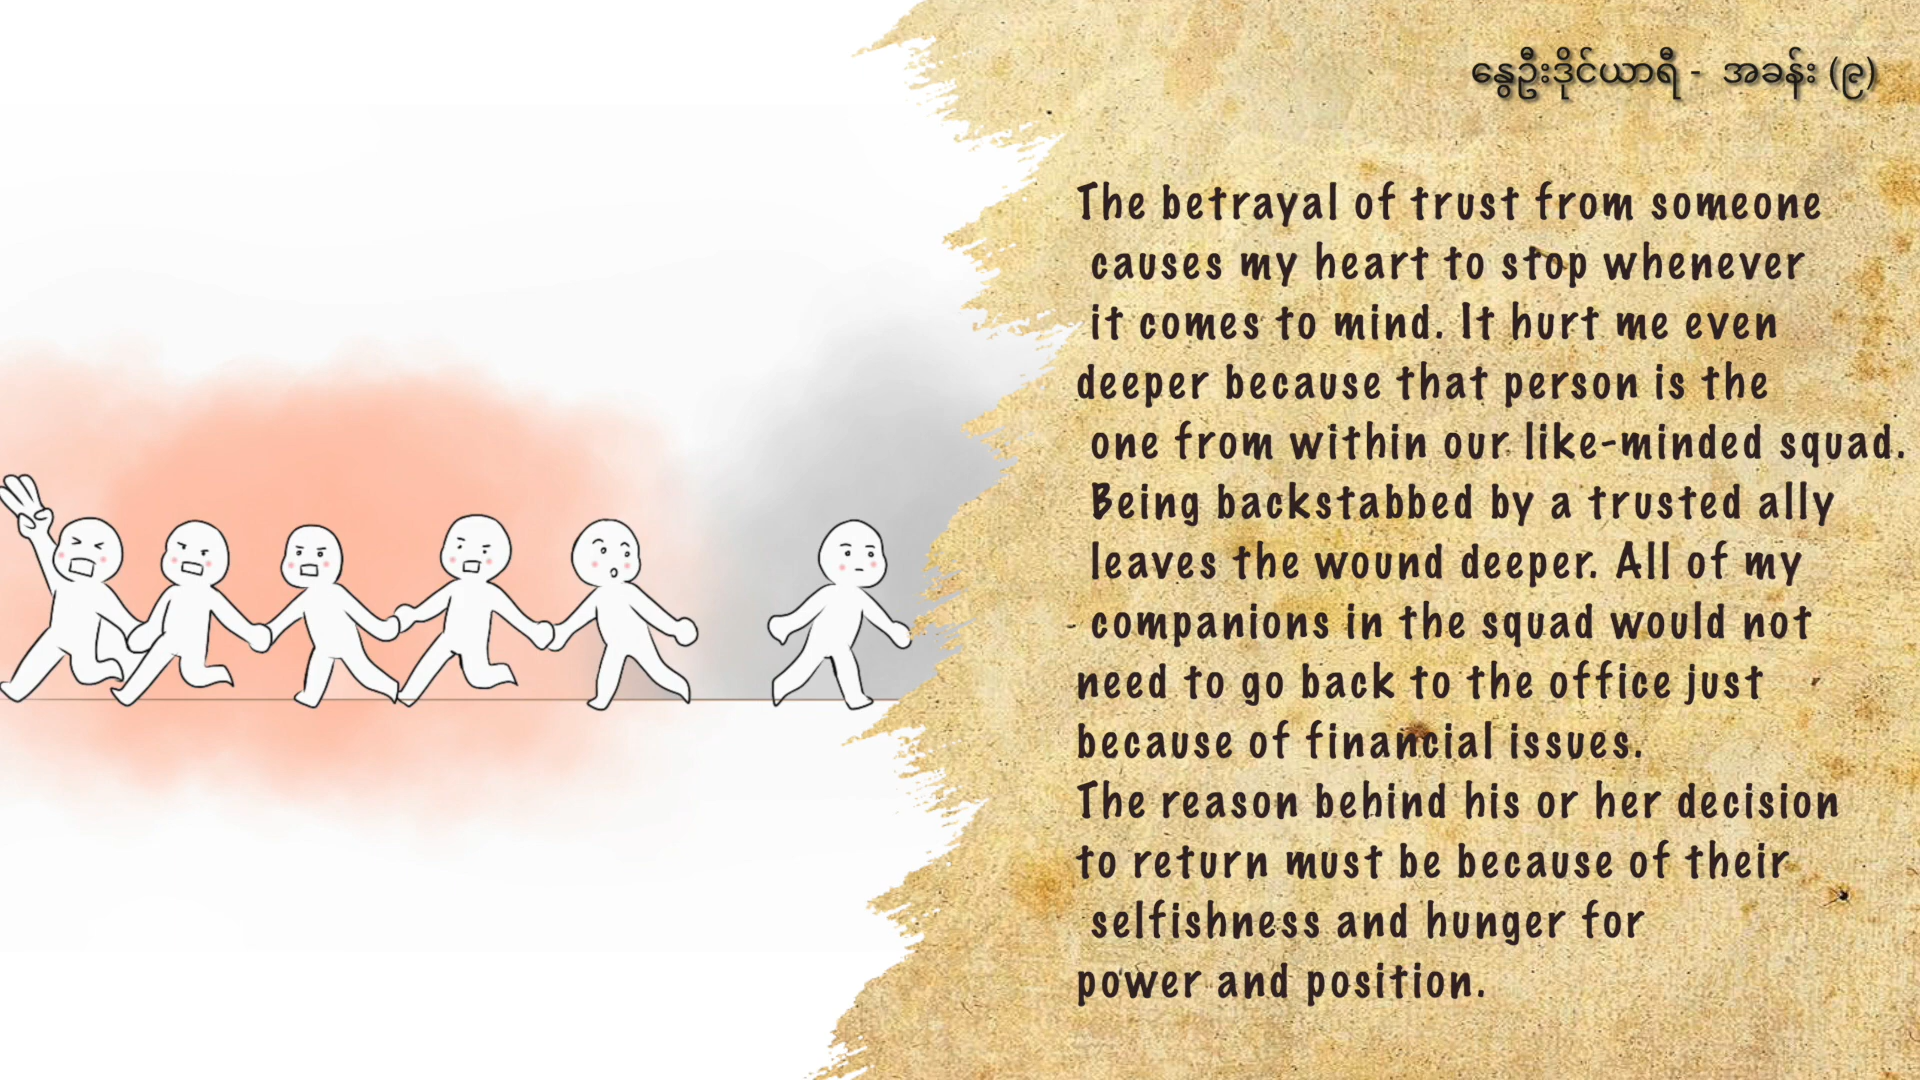 နွေဦးဒိုင်ယာရီ - အခန်း (၉)
The betrayal of trust from someone
causes my heart to stop whenever
it comes to mind. It hurt me even
deeper because that person is the
one from within our like-minded squad.
Being backstabbed by a trusted ally
leaves the wound deeper. All of my
companions in the squad would not
need to go back to the office just
because of financial issues.
The reason behind his or her decision
to return must be because of their
selfishness and hunger for
power and position.